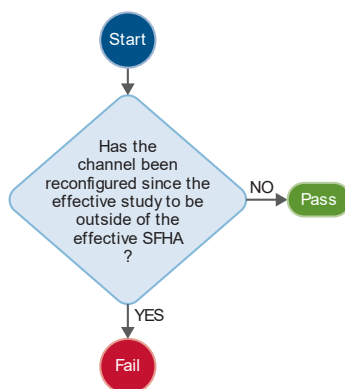 Start
Has the
channel been
reconfigured since the
effective study to be
outside of the
effective SFHA
?
NO
Pass
YES
Fail